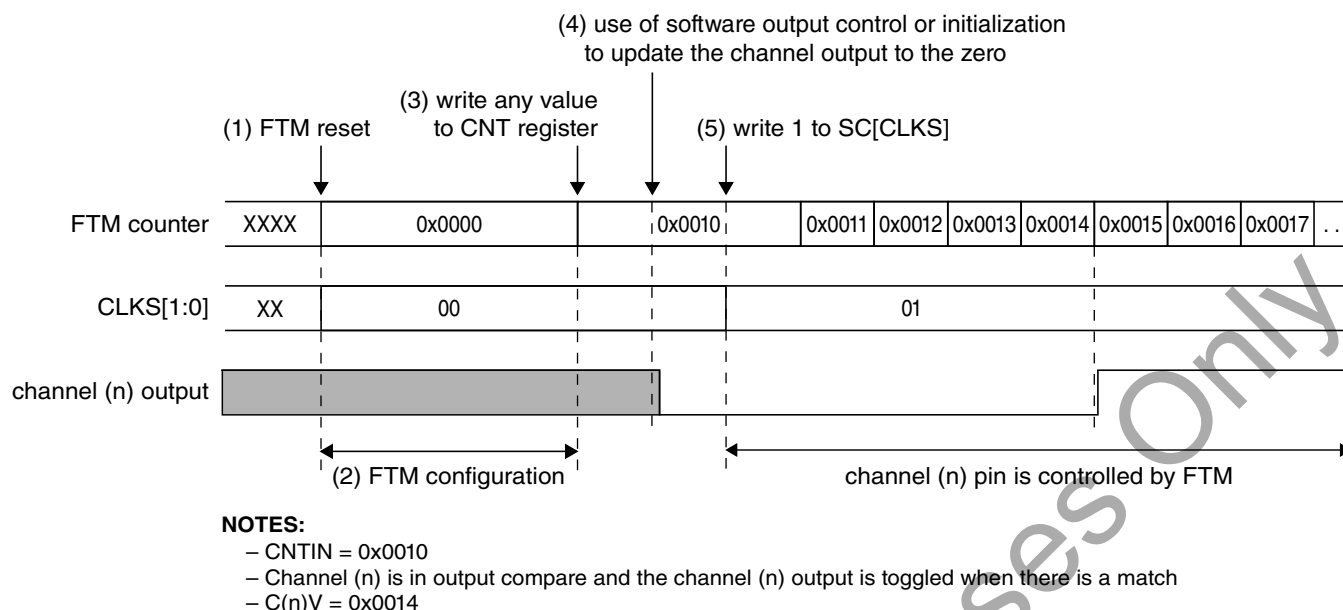 (4) use of software output control or initialization
to update the channel output to the zero
(3) write any value
to CNT register
(1) FTM reset
(5) write 1 to SC[CLKS]
FTM counter XXXX 0x0000 0x0010 0x0011 0x0012 0x0013 0x0014 0x0015 0x0016 0x0017 . .
CLKS[1:0] XX 00 01
channel (n) output
(2) FTM configuration
channel (n) pin is controlled by FTM
NOTES:
– CNTIN = 0x0010
– Channel (n) is in output compare and the channel (n) output is toggled when there is a match
– C(n)V = 0x0014
ses Only